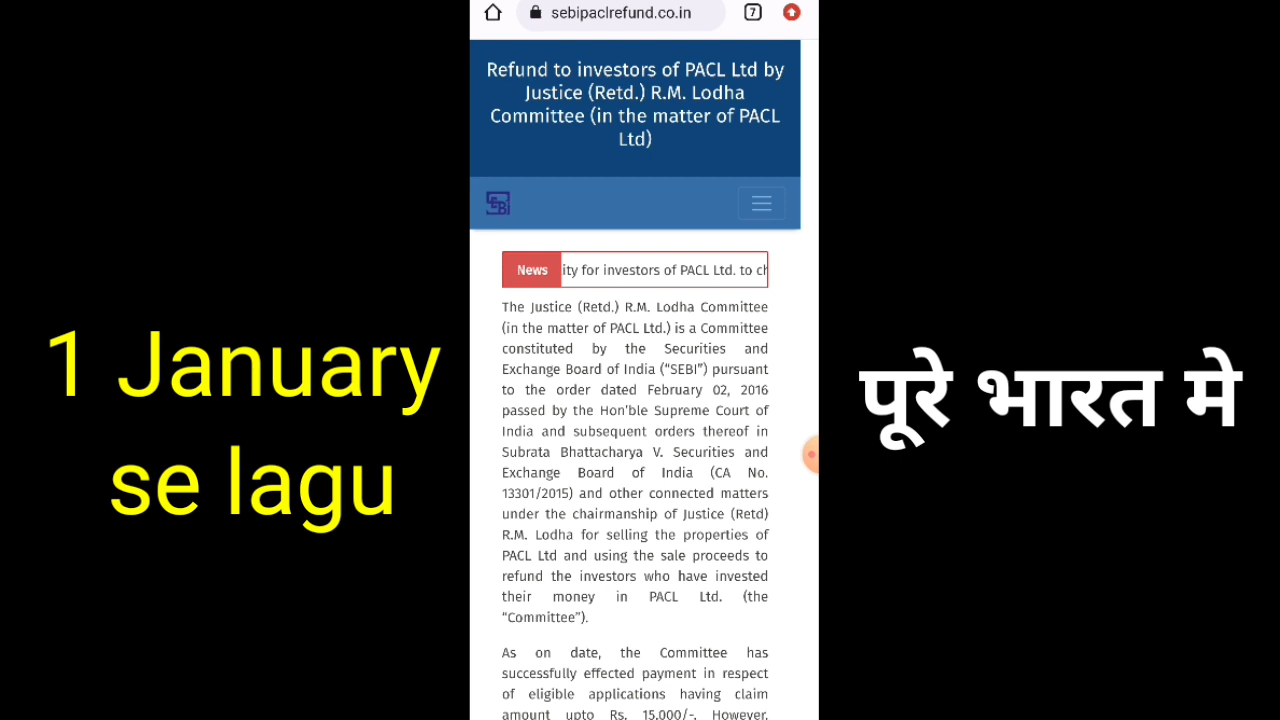 sebipaclrefund.co.in
7
Refund to investors of PACL Ltd by
Justice (Retd.) R.M. Lodha
Committee (in the matter of PACL
Ltd)
SEBI
News ity for investors of PACL Ltd. to ch
The Justice (Retd.) R.M. Lodha Committee
(in the matter of PACL Ltd.) is a Committee
constituted by the Securities and
Exchange Board of India (“SEBI”) pursuant
to the order dated February 02, 2016
passed by the Hon'ble Supreme Court of
India and subsequent orders thereof in
Subrata Bhattacharya V. Securities and
Exchange Board of India (CA No.
13301/2015) and other connected matters
under the chairmanship of Justice (Retd)
R.M. Lodha for selling the properties of
PACL Ltd and using the sale proceeds to
refund the investors who have invested
their money in PACL Ltd. (the
“Committee”).
As on date, the Committee has
successfully effected payment in respect
of eligible applications having claim
amount upto Rs. 15,000/-. However,
1 January
se lagu
पूरे भारत मे